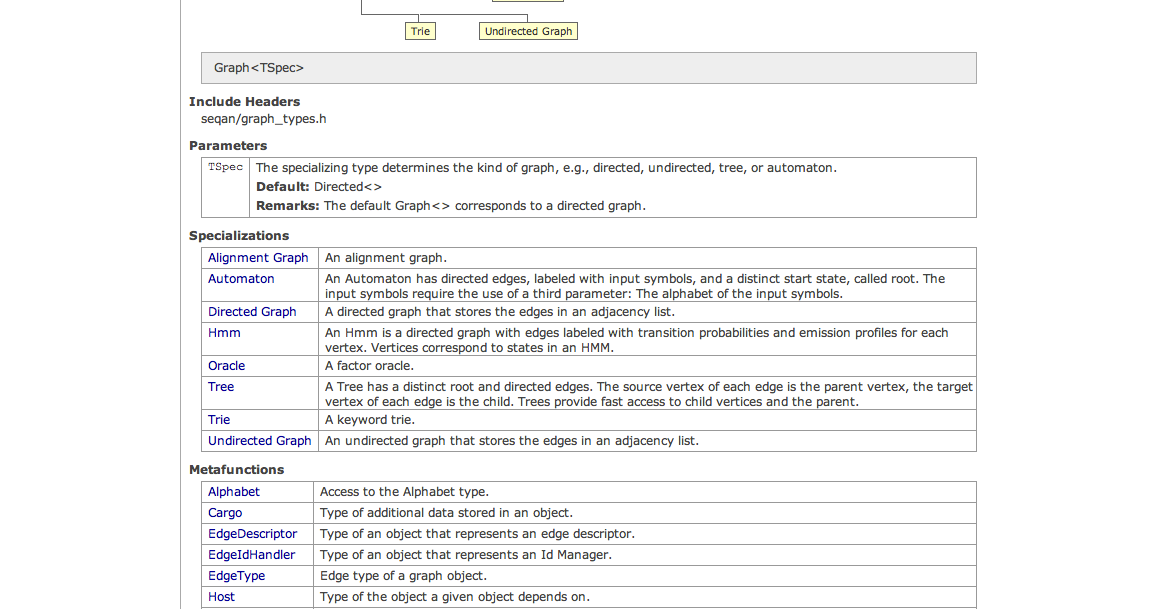 Trie
Undirected Graph
Graph<TSpec>
Include Headers
seqan/graph_types.h
Parameters
TSpec
The specializing type determines the kind of graph, e.g., directed, undirected, tree, or automaton.
Default: Directed<>
Remarks: The default Graph<> corresponds to a directed graph.
Specializations
Alignment Graph
An alignment graph.
Automaton
An Automaton has directed edges, labeled with input symbols, and a distinct start state, called root. The
input symbols require the use of a third parameter: The alphabet of the input symbols.
Directed Graph
A directed graph that stores the edges in an adjacency list.
Hmm
An Hmm is a directed graph with edges labeled with transition probabilities and emission profiles for each
vertex. Vertices correspond to states in an HMM.
Oracle
A factor oracle.
Tree
A Tree has a distinct root and directed edges. The source vertex of each edge is the parent vertex, the target
vertex of each edge is the child. Trees provide fast access to child vertices and the parent.
Trie
A keyword trie.
Undirected Graph
An undirected graph that stores the edges in an adjacency list.
Metafunctions
Alphabet
Access to the Alphabet type.
Cargo
Type of additional data stored in an object.
EdgeDescriptor
Type of an object that represents an edge descriptor.
EdgeIdHandler
Type of an object that represents an Id Manager.
EdgeType
Edge type of a graph object.
Host
Type of the object a given object depends on.